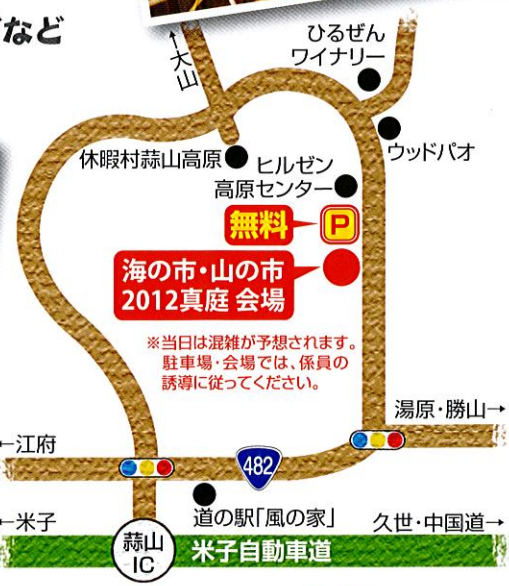 など
←大山
ひるぜん
ワイナリー
ウッドパオ
休暇村蒜山高原
ヒルゼン
高原センター
無料
P
海の市・山の市
2012真庭 会場
※当日は混雑が予想されます。
駐車場・会場では、係員の
誘導に従ってください。
湯原・勝山→
←江府
482
←米子
道の駅「風の家」
久世・中国道→
蒜山
IC
米子自動車道